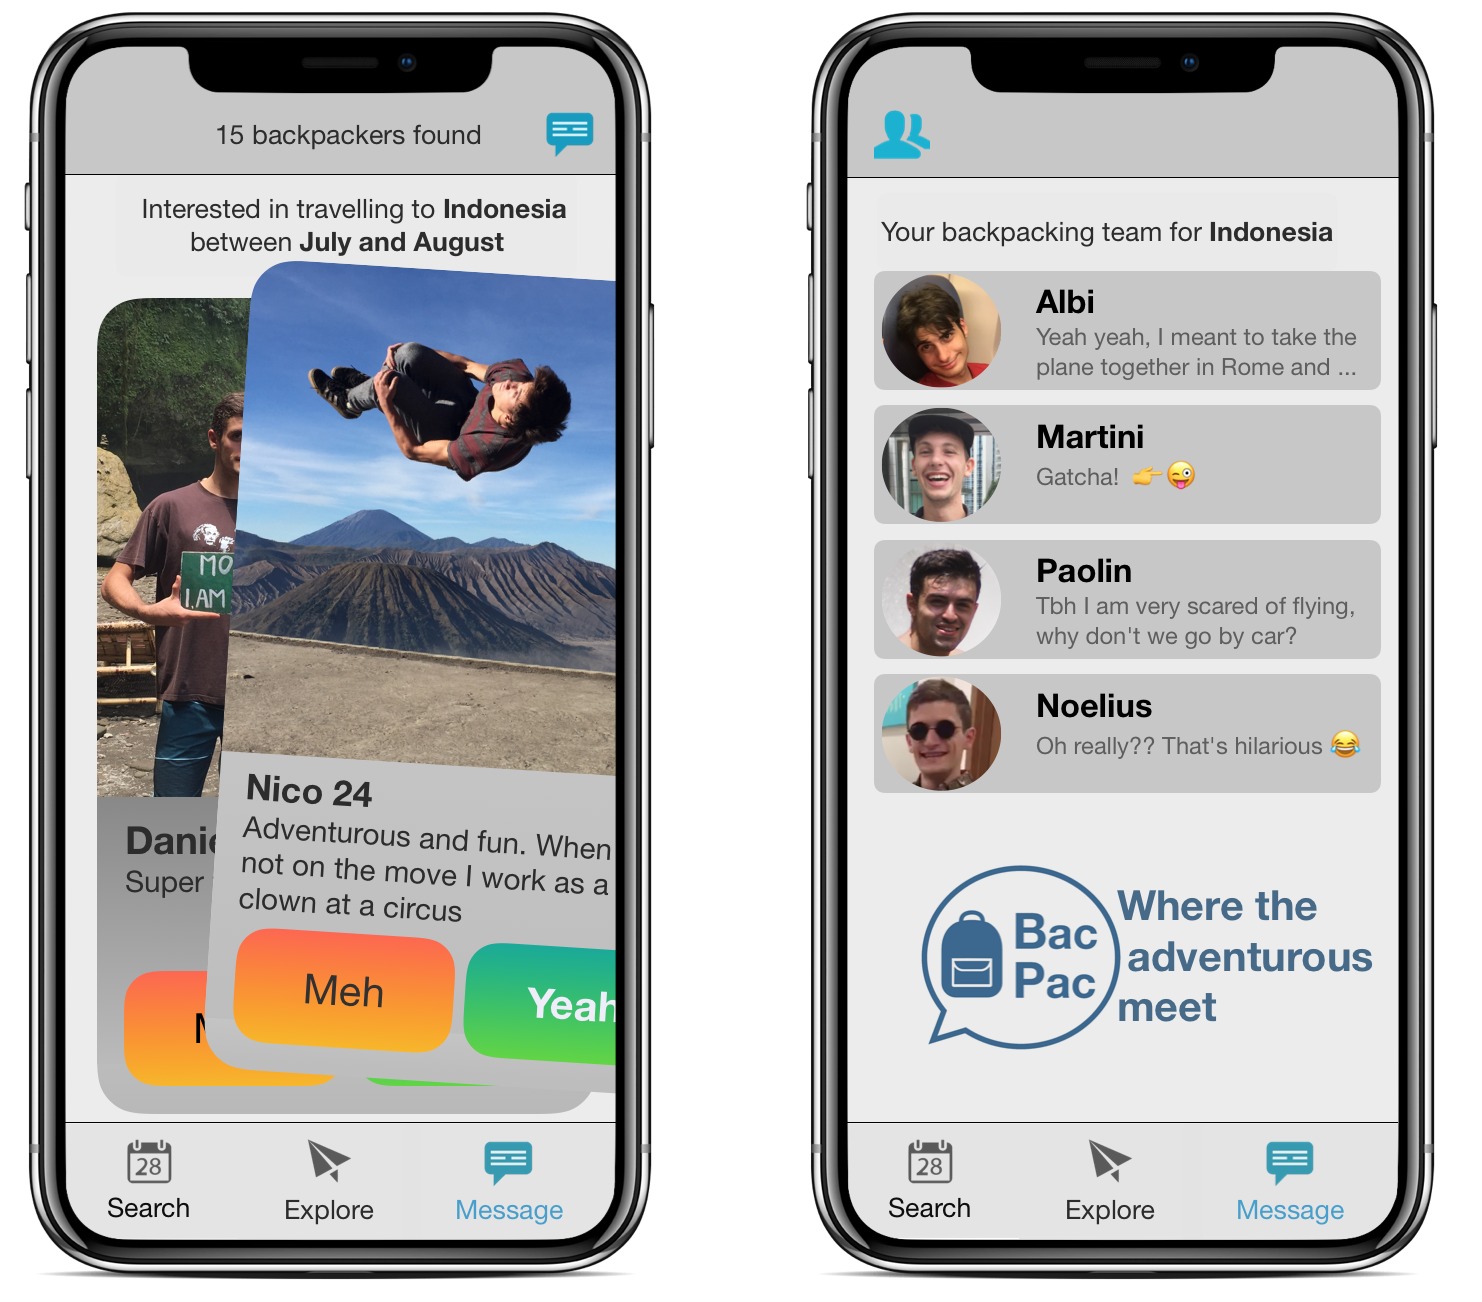 15 backpackers found
Interested in travelling to Indonesia
between July and August
MO
I,AM
Nico 24
Adventurous and fun. When
not on the move I work as a
clown at a circus
Super
Meh
Yeah
28
Search
Explore
Message
Your backpacking team for Indonesia
Albi
Yeah yeah, I meant to take the
plane together in Rome and ...
Martini
Gatcha! 👉😜
Paolin
Tbh I am very scared of flying,
why don't we go by car?
Noelius
Oh really?? That's hilarious 😂
Bac
Pac
Where the
adventurous
meet
28
Search
Explore
Message